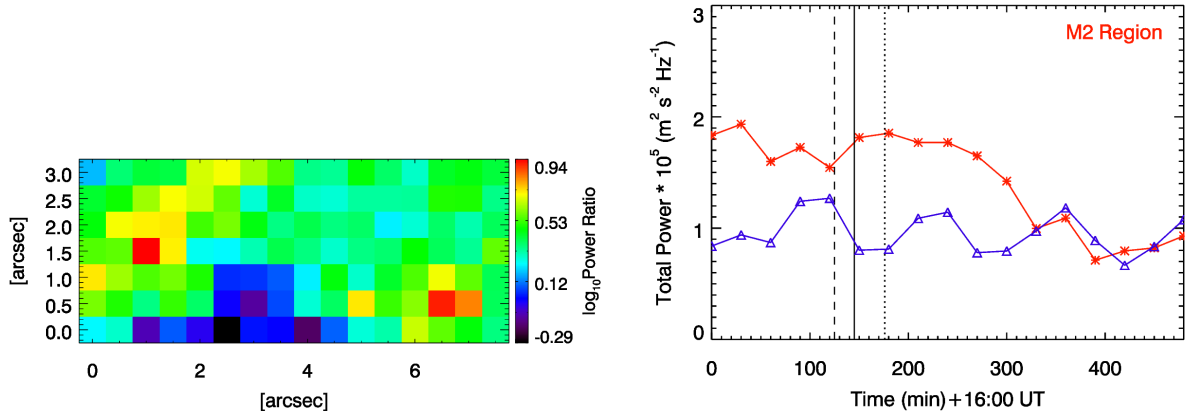 3.0
2.5
2.0
1.5
1.0
0.5
0.0
[arcsec]
0 2 4 6
[arcsec]
0.94
0.53
0.12
-0.29
log10Power Ratio
M2 Region
3
2
1
0
Total Power * 10^5 (m^2 s^-2 Hz^-1)
0 100 200 300 400
Time (min)+16:00 UT